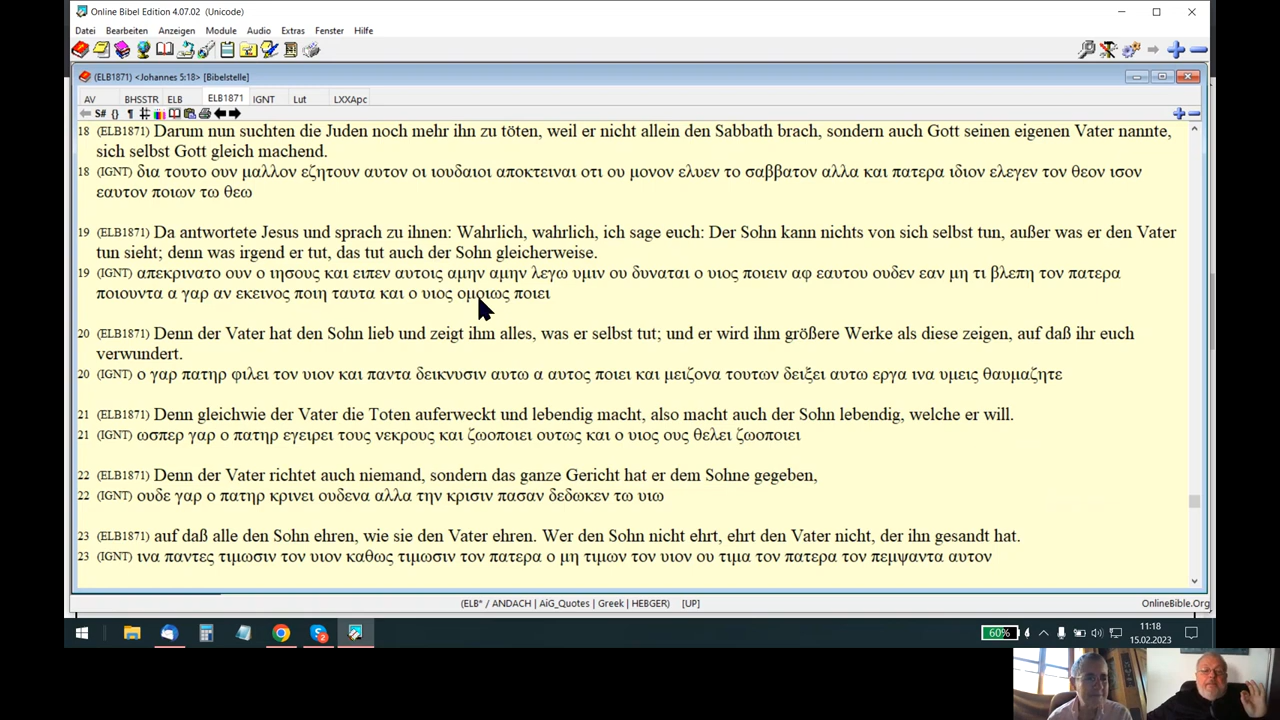 Online Bibel Edition 4.07.02 (Unicode)
Datei Bearbeiten Anzeigen Module Audio Extras Fenster Hilfe
(ELB1871) <Johannes 5:18> [Bibelstelle]
AV BHSSTR ELB ELB1871 IGNT Lut LXXApc
S# {} ¶
18 (ELB1871) Darum nun suchten die Juden noch mehr ihn zu töten, weil er nicht allein den Sabbath brach, sondern auch Gott seinen eigenen Vater nannte,
sich selbst Gott gleich machend.
18 (IGNT) δια τουτο ουν μαλλον εζητουν αυτον οι ιουδαιοι αποκτειναι οτι ου μονον ελυεν το σαββατον αλλα και πατερα ιδιον ελεγεν τον θεον ισον
εαυτον ποιων τω θεω
19 (ELB1871) Da antwortete Jesus und sprach zu ihnen: Wahrlich, wahrlich, ich sage euch: Der Sohn kann nichts von sich selbst tun, außer was er den Vater
tun sieht; denn was irgend er tut, das tut auch der Sohn gleicherweise.
19 (IGNT) απεκρινατο ουν ο ιησους και ειπεν αυτοις αμην αμην λεγω υμιν ου δυναται ο υιος ποιειν αφ εαυτου ουδεν εαν μη τι βλεπη τον πατερα
ποιουντα α γαρ αν εκεινος ποιη ταυτα και ο υιος ομοιως ποιει
20 (ELB1871) Denn der Vater hat den Sohn lieb und zeigt ihm alles, was er selbst tut; und er wird ihm größere Werke als diese zeigen, auf daß ihr euch
verwundert.
20 (IGNT) ο γαρ πατηρ φιλει τον υιον και παντα δεικνυσιν αυτω α αυτος ποιει και μειζονα τουτων δειξει αυτω εργα ινα υμεις θαυμαζητε
21 (ELB1871) Denn gleichwie der Vater die Toten auferweckt und lebendig macht, also macht auch der Sohn lebendig, welche er will.
21 (IGNT) ωσπερ γαρ ο πατηρ εγειρει τους νεκρους και ζωοποιει ουτως και ο υιος ους θελει ζωοποιει
22 (ELB1871) Denn der Vater richtet auch niemand, sondern das ganze Gericht hat er dem Sohne gegeben,
22 (IGNT) ουδε γαρ ο πατηρ κρινει ουδενα αλλα την κρισιν πασαν δεδωκεν τω υιω
23 (ELB1871) auf daß alle den Sohn ehren, wie sie den Vater ehren. Wer den Sohn nicht ehrt, ehrt den Vater nicht, der ihn gesandt hat.
23 (IGNT) ινα παντες τιμωσιν τον υιον καθως τιμωσιν τον πατερα ο μη τιμων τον υιον ου τιμα τον πατερα τον πεμψαντα αυτον
(ELB* / ANDACH | AiG_Quotes | Greek | HEBGER) [UP]
OnlineBible.Org
60%
11:18
15.02.2023